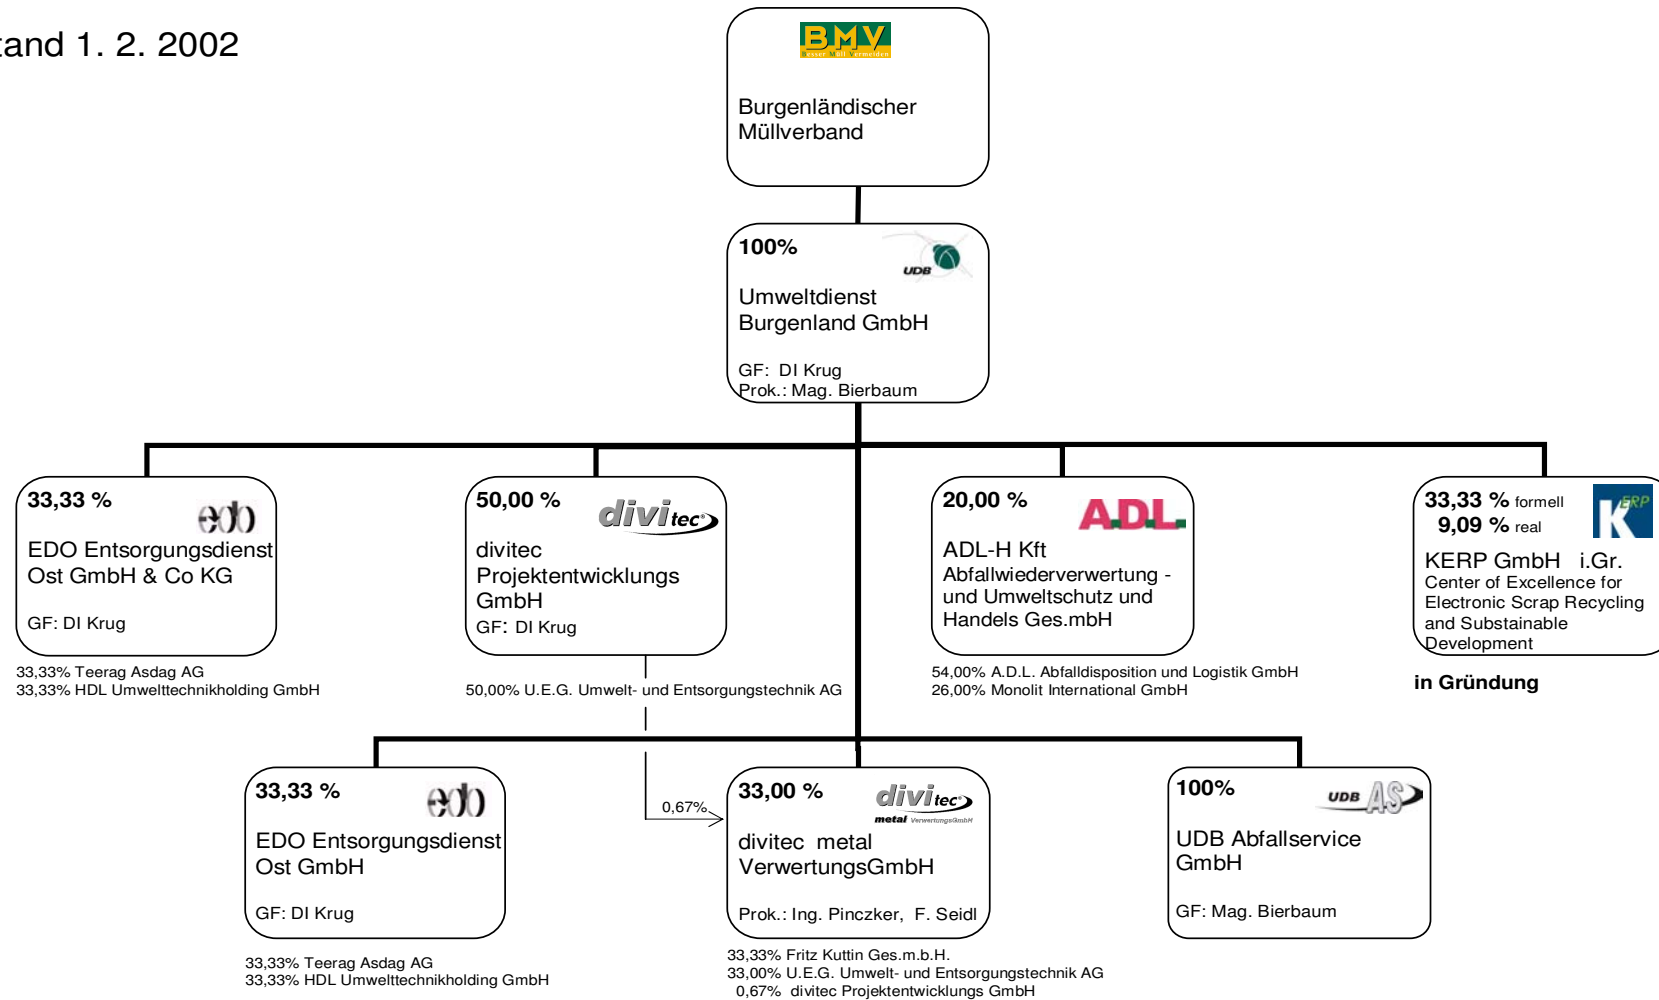 tand 1. 2. 2002
BMV
Besser Müll Vermeiden
Burgenländischer
Müllverband
100%
UDB
Umweltdienst
Burgenland GmbH
GF: DI Krug
Prok.: Mag. Bierbaum
33,33 %
edo
EDO Entsorgungsdienst
Ost GmbH & Co KG
GF: DI Krug
33,33% Teerag Asdag AG
33,33% HDL Umwelttechnikholding GmbH
50,00 %
divitec
divitec
Projektentwicklungs
GmbH
GF: DI Krug
50,00% U.E.G. Umwelt- und Entsorgungstechnik AG
20,00 %
A.D.L.
ADL-H Kft
Abfallwiederverwertung -
und Umweltschutz und
Handels Ges.mbH
54,00% A.D.L. Abfalldisposition und Logistik GmbH
26,00% Monolit International GmbH
33,33 % formell
9,09 % real
KERP
KERP GmbH i.Gr.
Center of Excellence for
Electronic Scrap Recycling
and Substainable
Development
in Gründung
33,33 %
edo
EDO Entsorgungsdienst
Ost GmbH
GF: DI Krug
33,33% Teerag Asdag AG
33,33% HDL Umwelttechnikholding GmbH
0,67%
33,00 %
divitec
metal VerwertungsGmbH
divitec metal
VerwertungsGmbH
Prok.: Ing. Pinczker, F. Seidl
33,33% Fritz Kuttin Ges.m.b.H.
33,00% U.E.G. Umwelt- und Entsorgungstechnik AG
0,67% divitec Projektentwicklungs GmbH
100%
UDB AS
UDB Abfallservice
GmbH
GF: Mag. Bierbaum